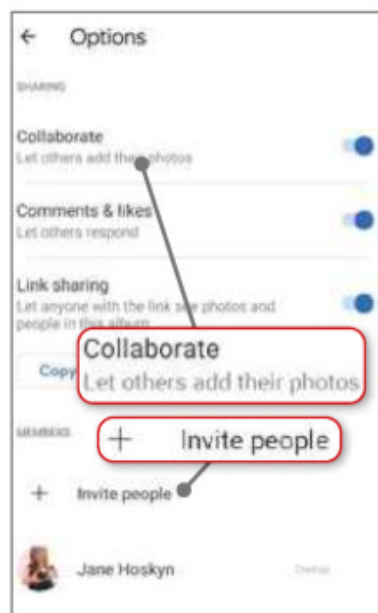 Options
SHARING
Collaborate
Let others add their photos
Comments & likes
Let others respond
Link sharing
Let anyone with the link see photos and
people in this album
Copy
Collaborate
Let others add their photos
MEMBERS
+ Invite people
+ Invite people
Jane Hoskyn
Owner